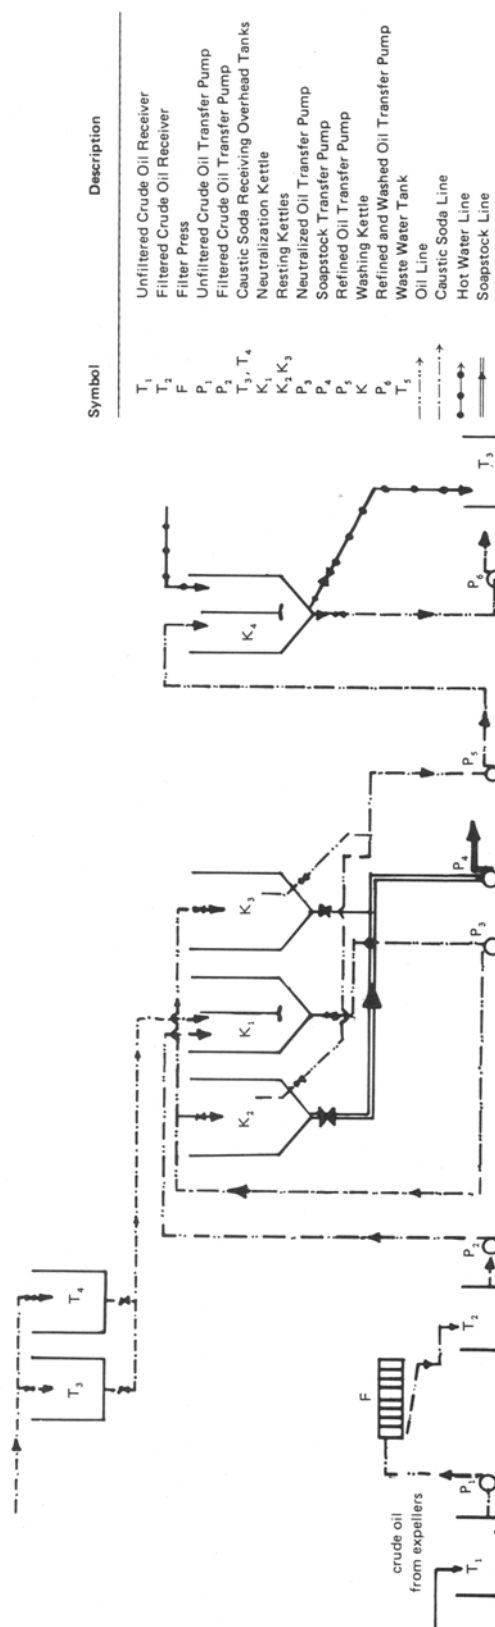 Symbol Description
T1 Unfiltered Crude Oil Receiver
T2 Filtered Crude Oil Receiver
F Filter Press
P1 Unfiltered Crude Oil Transfer Pump
P2 Filtered Crude Oil Transfer Pump
T3, T4 Caustic Soda Receiving Overhead Tanks
K1 Neutralization Kettle
K2 K3 Resting Kettles
P3 Neutralized Oil Transfer Pump
P4 Soapstock Transfer Pump
P5 Refined Oil Transfer Pump
K Washing Kettle
P6 Refined and Washed Oil Transfer Pump
T5 Waste Water Tank
Oil Line
Caustic Soda Line
Hot Water Line
Soapstock Line
T3
T4
K2
K1
K3
K4
F
crude oil
from expellers
T1
P1
T2
P2
P3
P4
P5
P6
T3